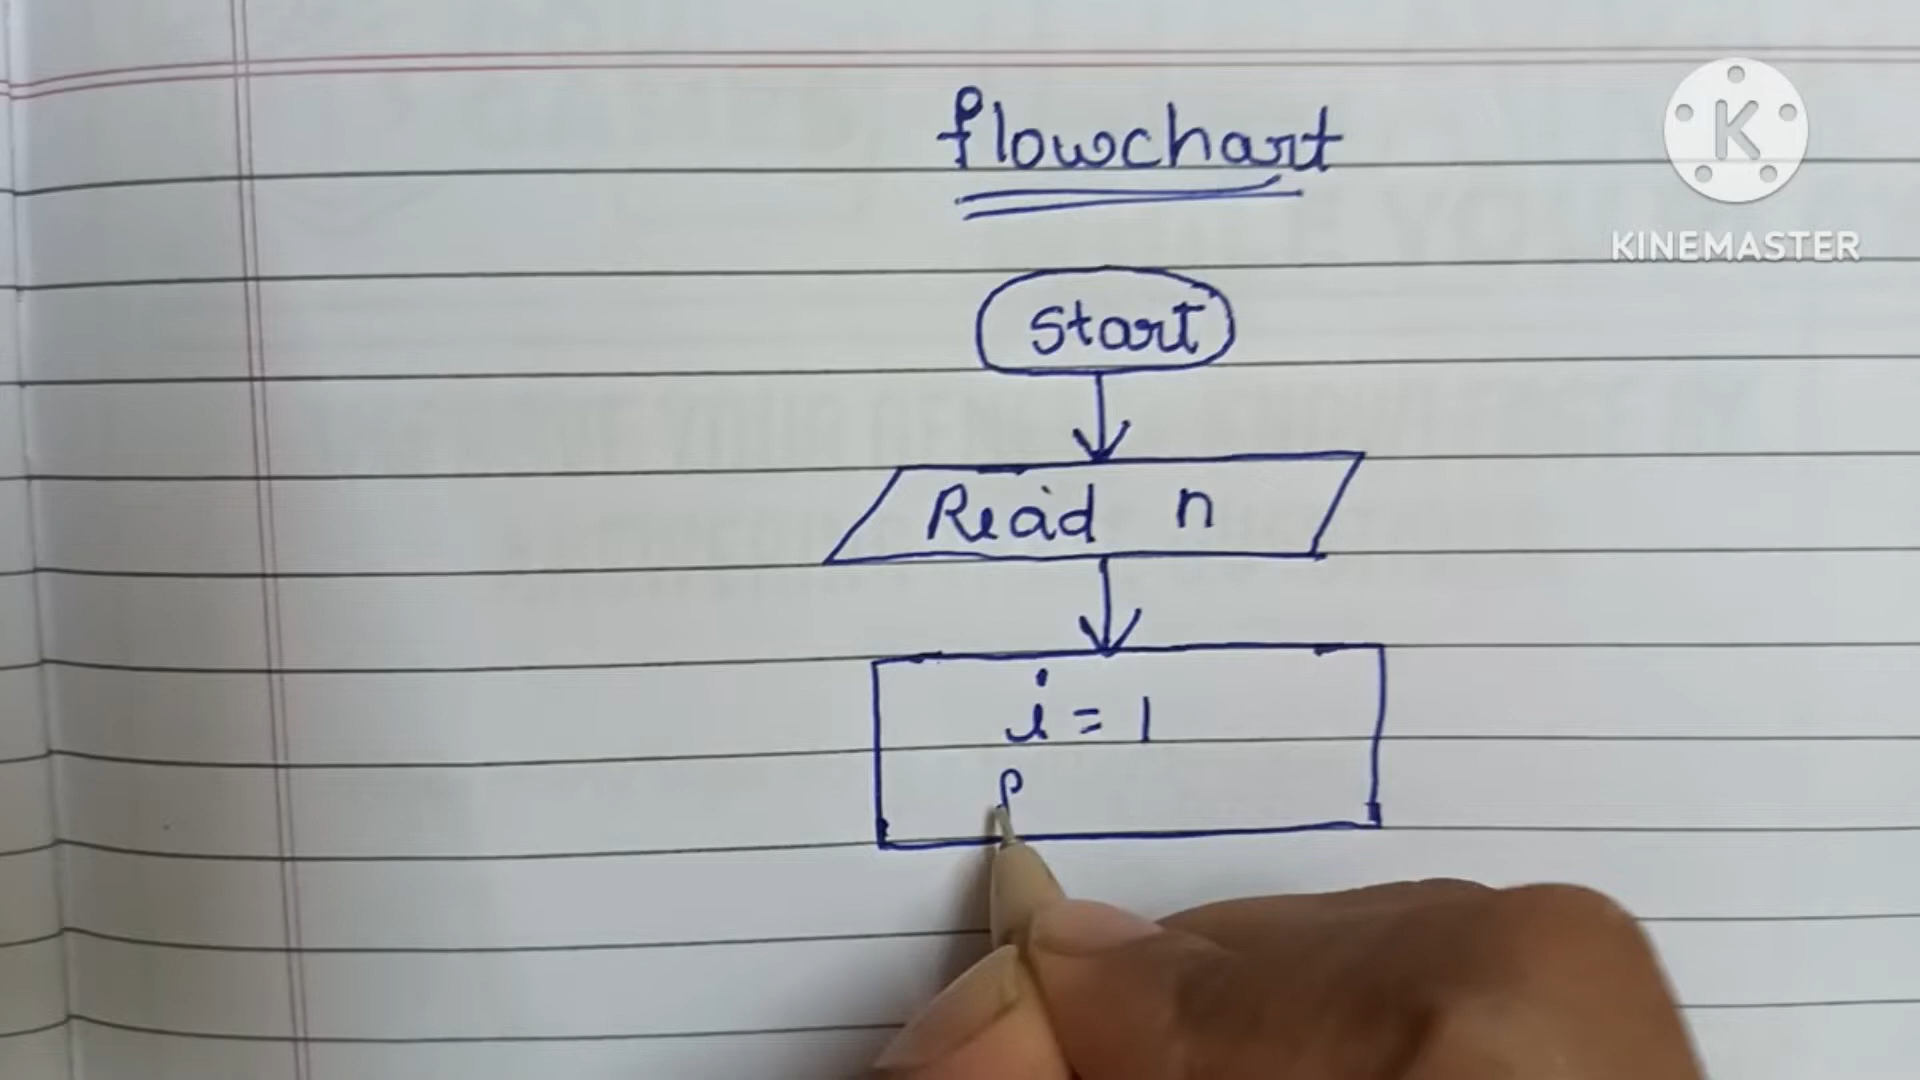 flowchart
K
KINEMASTER
Start
Read n
i = 1